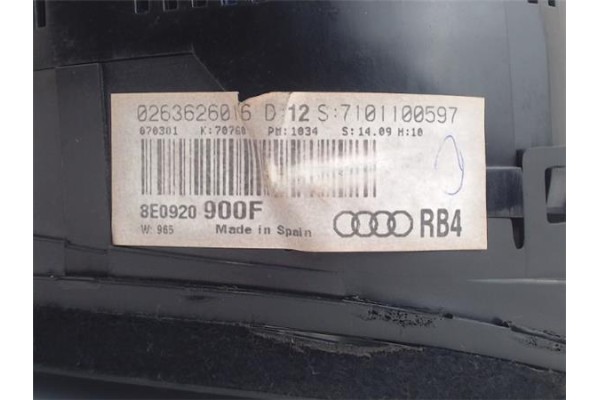 0263626016 D:12 S:7101100597
070301 K:70760 PM:1034 S:14.09 H:10
8E0920 900F RB4
W: 965 Made in Spain